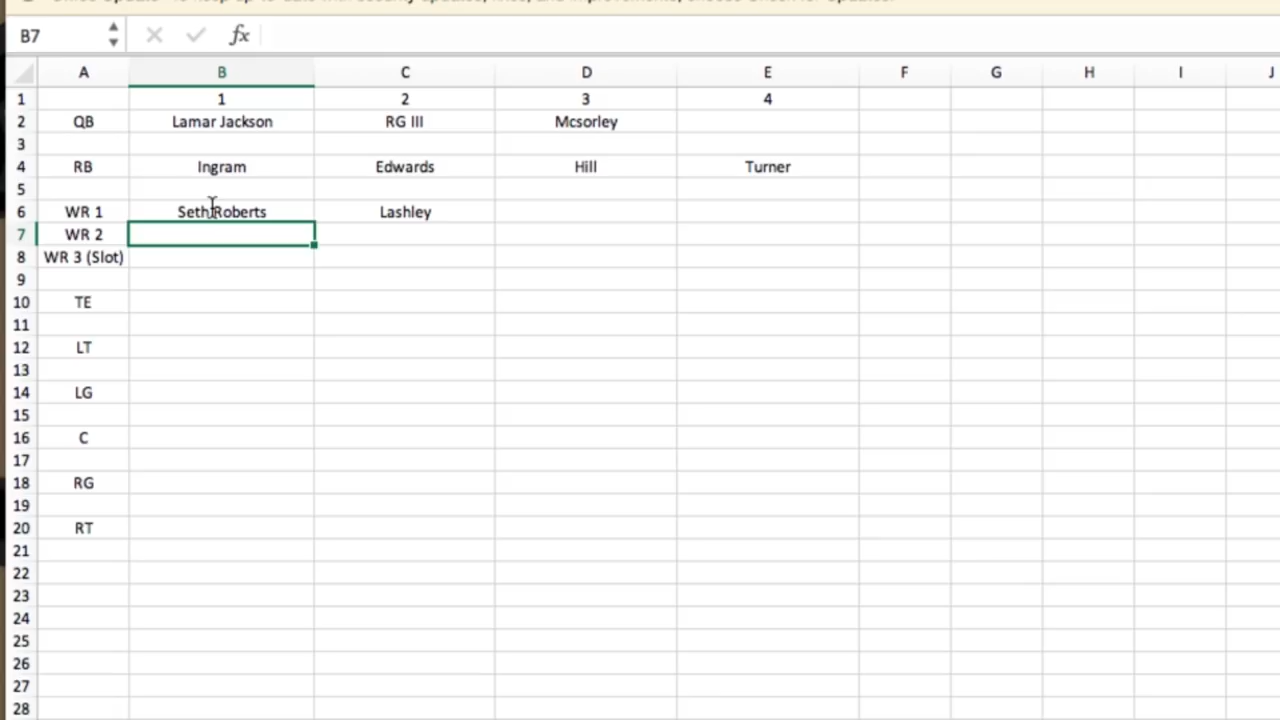 B7 fx
A B C D E F G H I J
1 1 2 3 4
2 QB Lamar Jackson RG III Mcsorley
3
4 RB Ingram Edwards Hill Turner
5
6 WR 1 Seth Roberts Lashley
7 WR 2
8 WR 3 (Slot)
9
10 TE
11
12 LT
13
14 LG
15
16 C
17
18 RG
19
20 RT
21
22
23
24
25
26
27
28